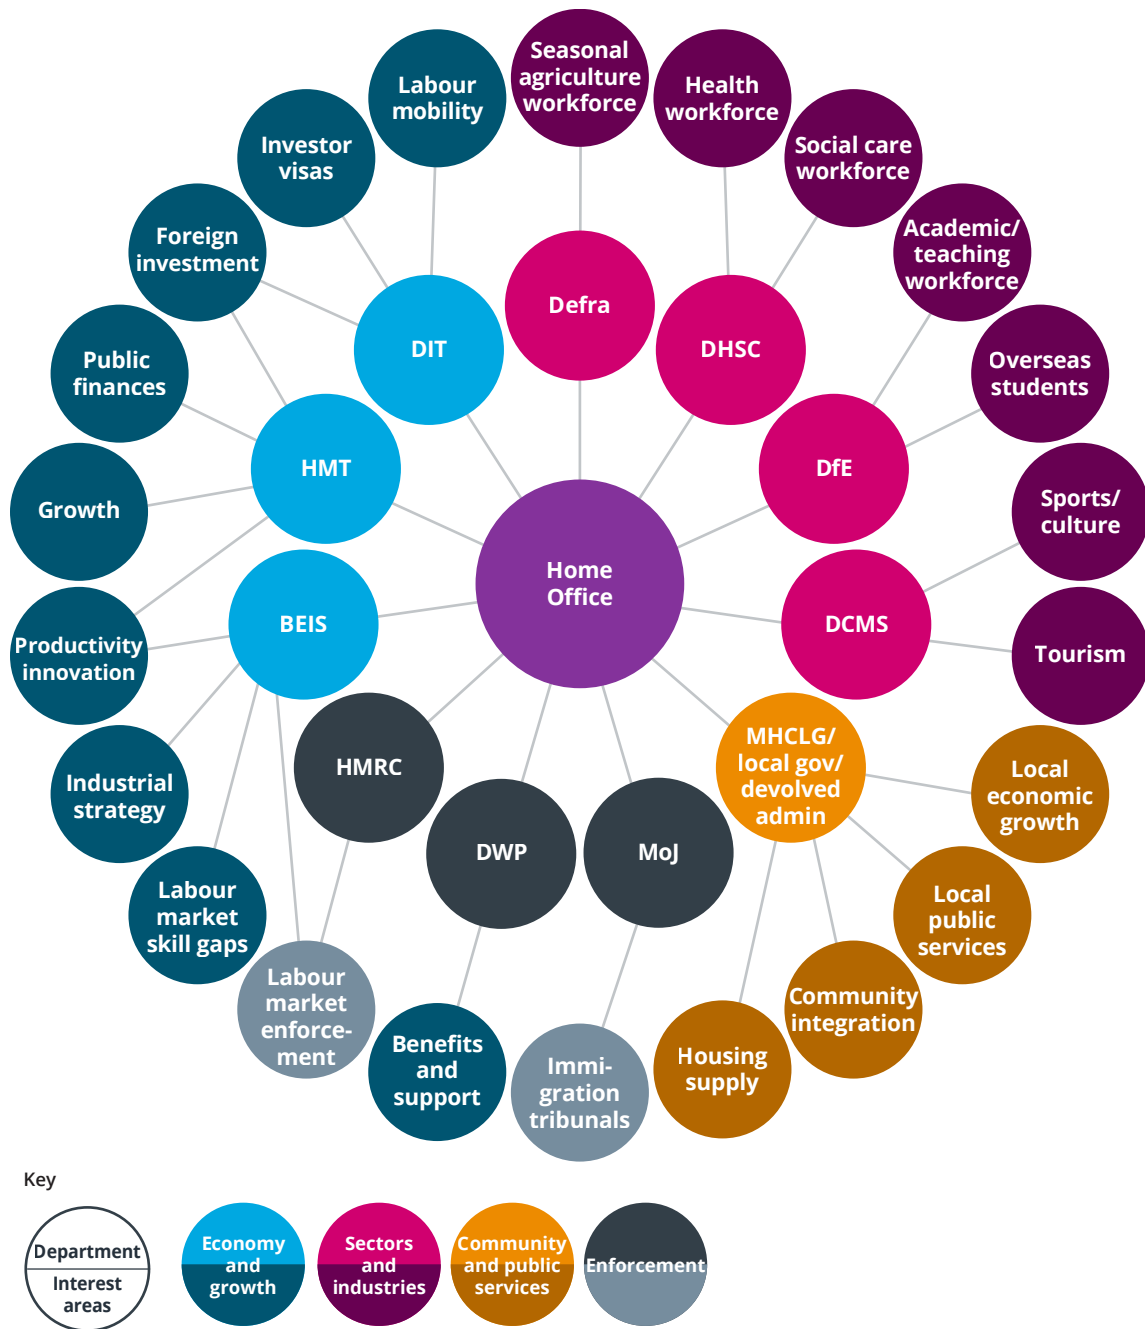 Seasonal
agriculture
workforce
Labour
mobility
Health
workforce
Investor
visas
Social care
workforce
Foreign
investment
Academic/
teaching
workforce
Defra
DIT
DHSC
Public
finances
Overseas
students
HMT
DfE
Growth
Sports/
culture
Home
Office
BEIS
DCMS
Productivity
innovation
Tourism
HMRC
MHCLG/
local gov/
devolved
admin
Industrial
strategy
Local
economic
growth
DWP
MoJ
Labour
market
skill gaps
Local
public
services
Labour
market
enforce-
ment
Community
integration
Benefits
and
support
Immi-
gration
tribunals
Housing
supply
Key
Department
Interest
areas
Economy
and
growth
Sectors
and
industries
Community
and public
services
Enforcement